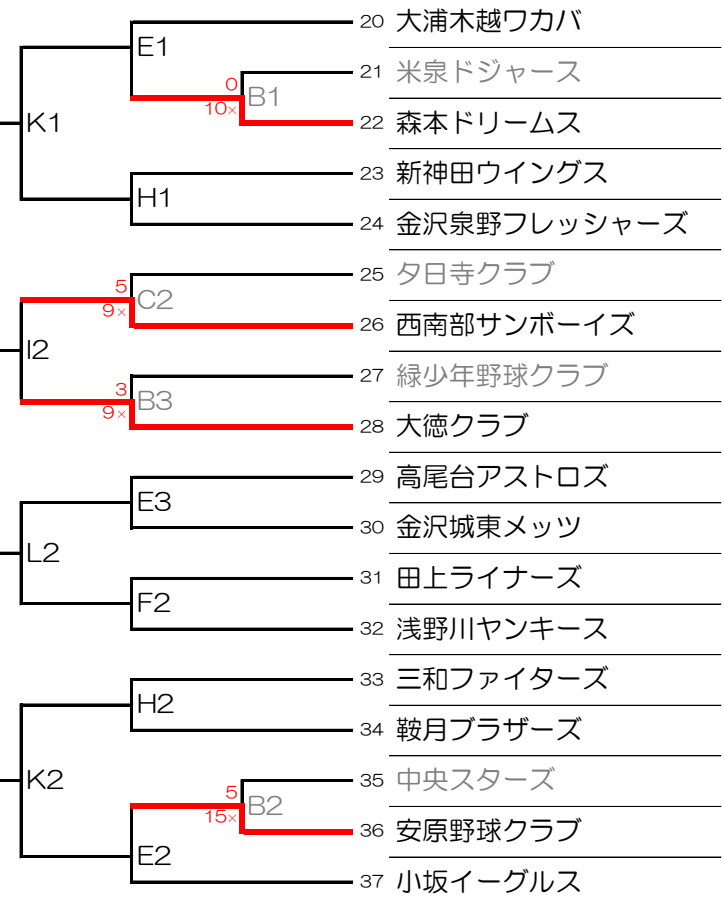 20 大浦木越ワカバ
E1
21 米泉ドジャース
0
B1
10×
22 森本ドリームス
K1
23 新神田ウイングス
H1
24 金沢泉野フレッシャーズ
25 夕日寺クラブ
5
C2
9×
26 西南部サンボーイズ
I2
27 緑少年野球クラブ
3
B3
9×
28 大徳クラブ
29 高尾台アストロズ
E3
30 金沢城東メッツ
L2
31 田上ライナーズ
F2
32 浅野川ヤンキース
33 三和ファイターズ
H2
34 鞍月ブラザーズ
K2
35 中央スターズ
5
B2
15×
36 安原野球クラブ
E2
37 小坂イーグルス